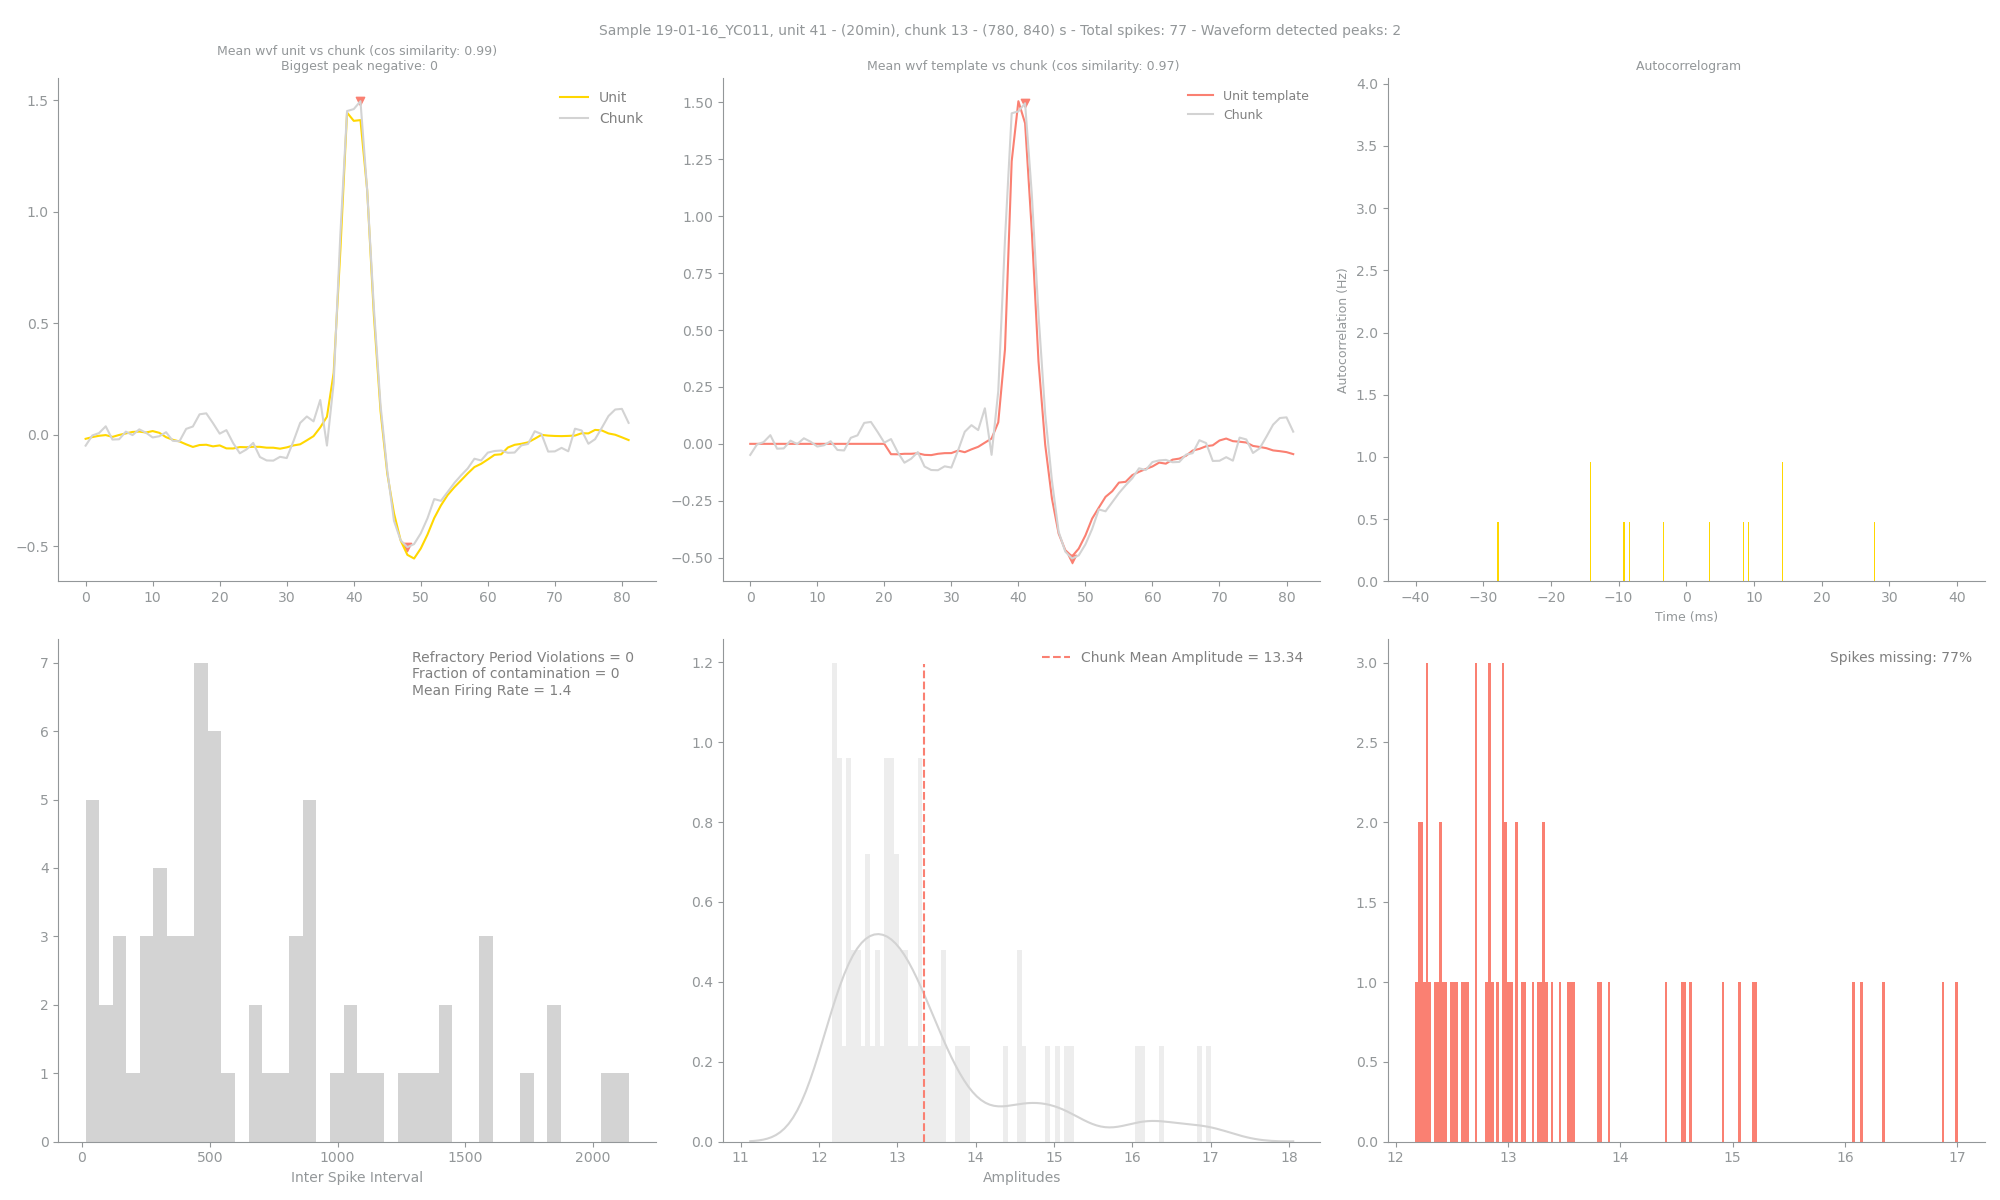 Sample 19-01-16_YC011, unit 41 - (20min), chunk 13 - (780, 840) s - Total spikes: 77 - Waveform detected peaks: 2
Mean wvf unit vs chunk (cos similarity: 0.99)
Biggest peak negative: 0
Unit
Chunk
1.5
1.0
0.5
0.0
−0.5
0 10 20 30 40 50 60 70 80
Mean wvf template vs chunk (cos similarity: 0.97)
Unit template
Chunk
1.50
1.25
1.00
0.75
0.50
0.25
0.00
−0.25
−0.50
0 10 20 30 40 50 60 70 80
Autocorrelogram
Autocorrelation (Hz)
4.0
3.5
3.0
2.5
2.0
1.5
1.0
0.5
0.0
−40 −30 −20 −10 0 10 20 30 40
Time (ms)
Refractory Period Violations = 0
Fraction of contamination = 0
Mean Firing Rate = 1.4
7
6
5
4
3
2
1
0
0 500 1000 1500 2000
Inter Spike Interval
Chunk Mean Amplitude = 13.34
1.2
1.0
0.8
0.6
0.4
0.2
0.0
11 12 13 14 15 16 17 18
Amplitudes
Spikes missing: 77%
3.0
2.5
2.0
1.5
1.0
0.5
0.0
12 13 14 15 16 17